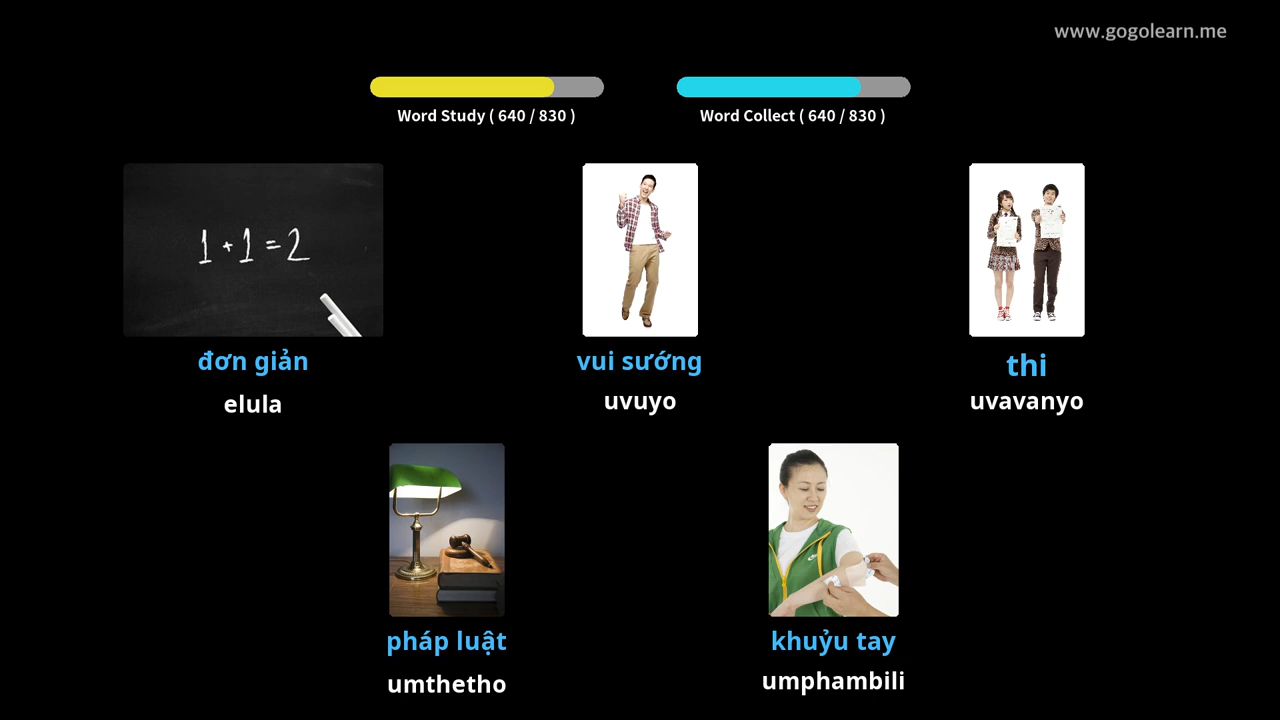 www.gogolearn.me
Word Study ( 640 / 830 )
Word Collect ( 640 / 830 )
1 + 1 = 2
đơn giản
elula
vui sướng
uvuyo
thi
uvavanyo
pháp luật
umthetho
khuỷu tay
umphambili